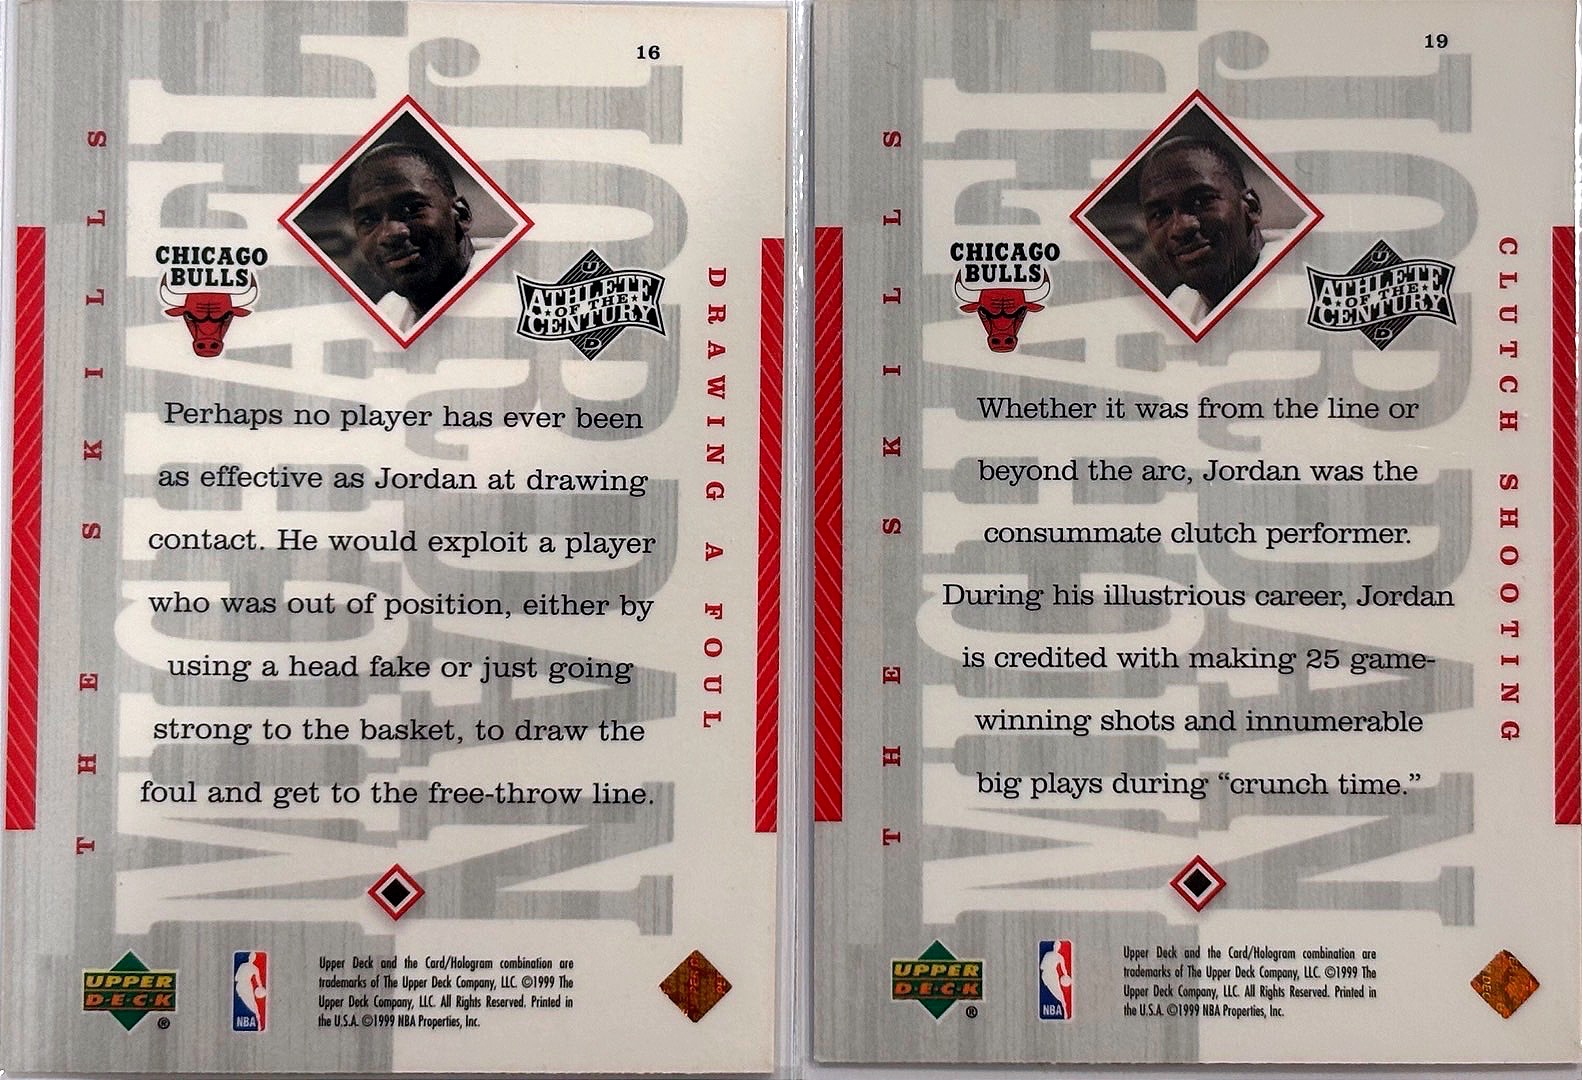 16
THE SKILLS
MICHAEL
JORDAN
CHICAGO
BULLS
UD
ATHLETE
OF THE
CENTURY
DRAWING A FOUL
Perhaps no player has ever been
as effective as Jordan at drawing
contact. He would exploit a player
who was out of position, either by
using a head fake or just going
strong to the basket, to draw the
foul and get to the free-throw line.
UPPER
DECK
®
NBA
Upper Deck and the Card/Hologram combination are
trademarks of The Upper Deck Company, LLC. ©1999 The
Upper Deck Company, LLC. All Rights Reserved. Printed in
the U.S.A. ©1999 NBA Properties, Inc.
19
THE SKILLS
MICHAEL
JORDAN
CHICAGO
BULLS
UD
ATHLETE
OF THE
CENTURY
CLUTCH SHOOTING
Whether it was from the line or
beyond the arc, Jordan was the
consummate clutch performer.
During his illustrious career, Jordan
is credited with making 25 game-
winning shots and innumerable
big plays during “crunch time.”
UPPER
DECK
®
NBA
Upper Deck and the Card/Hologram combination are
trademarks of The Upper Deck Company, LLC. ©1999 The
Upper Deck Company, LLC. All Rights Reserved. Printed in
the U.S.A. ©1999 NBA Properties, Inc.